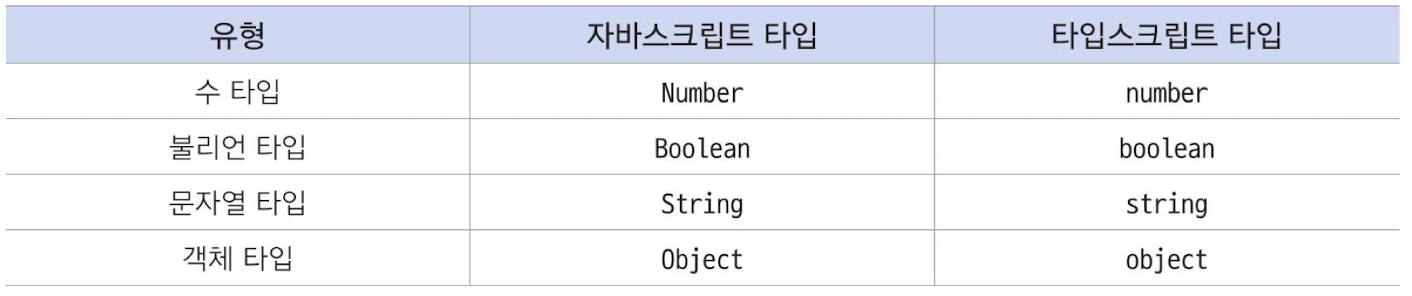 유형 자바스크립트 타입 타입스크립트 타입
수 타입 Number number
불리언 타입 Boolean boolean
문자열 타입 String string
객체 타입 Object object